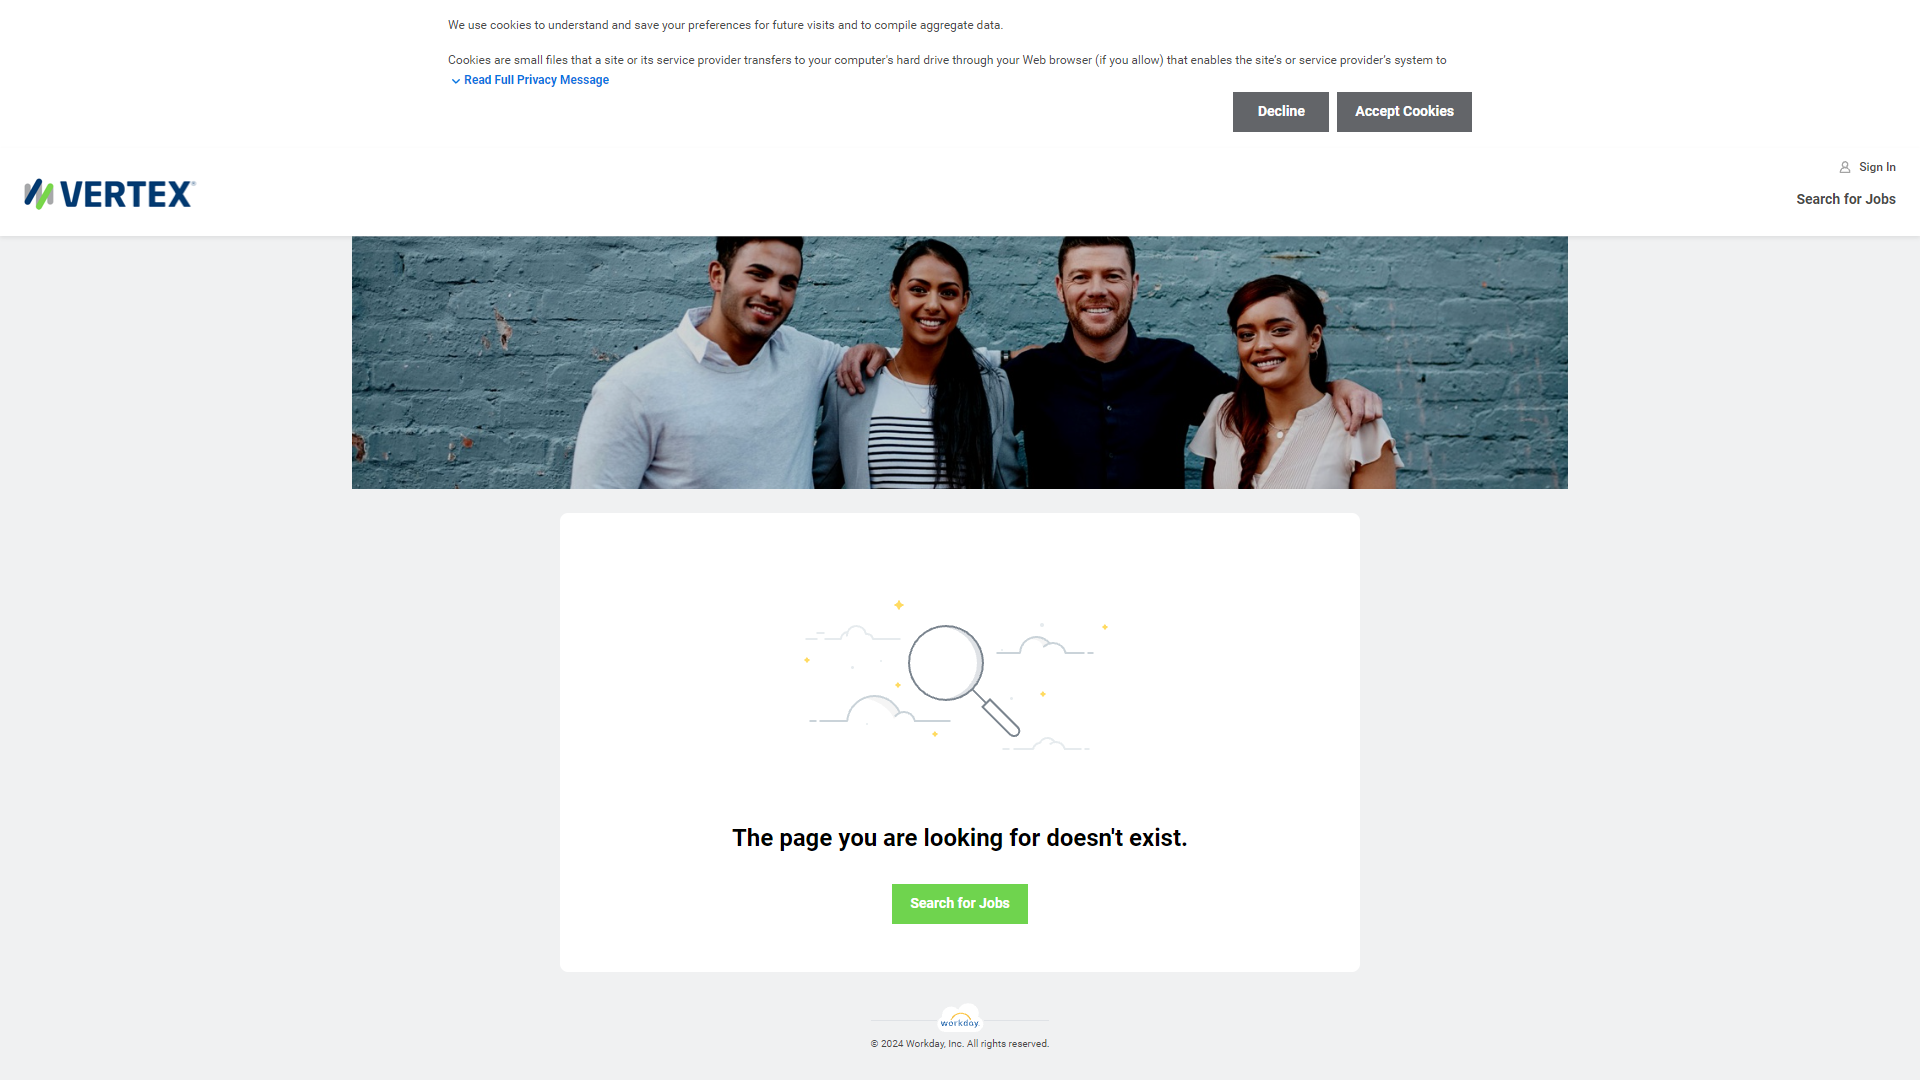 We use cookies to understand and save your preferences for future visits and to compile aggregate data.
Cookies are small files that a site or its service provider transfers to your computer's hard drive through your Web browser (if you allow) that enables the site's or service provider's system to
Read Full Privacy Message
Decline
Accept Cookies
Sign In
VERTEX
Search for Jobs
The page you are looking for doesn't exist.
Search for Jobs
workday.
© 2024 Workday, Inc. All rights reserved.